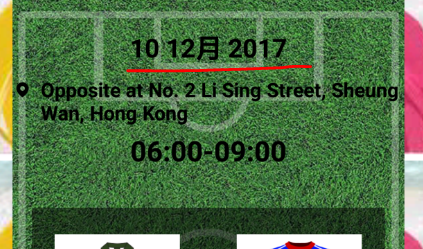 10 12月 2017
Opposite at No. 2 Li Sing Street, Sheung
Wan, Hong Kong
06:00-09:00